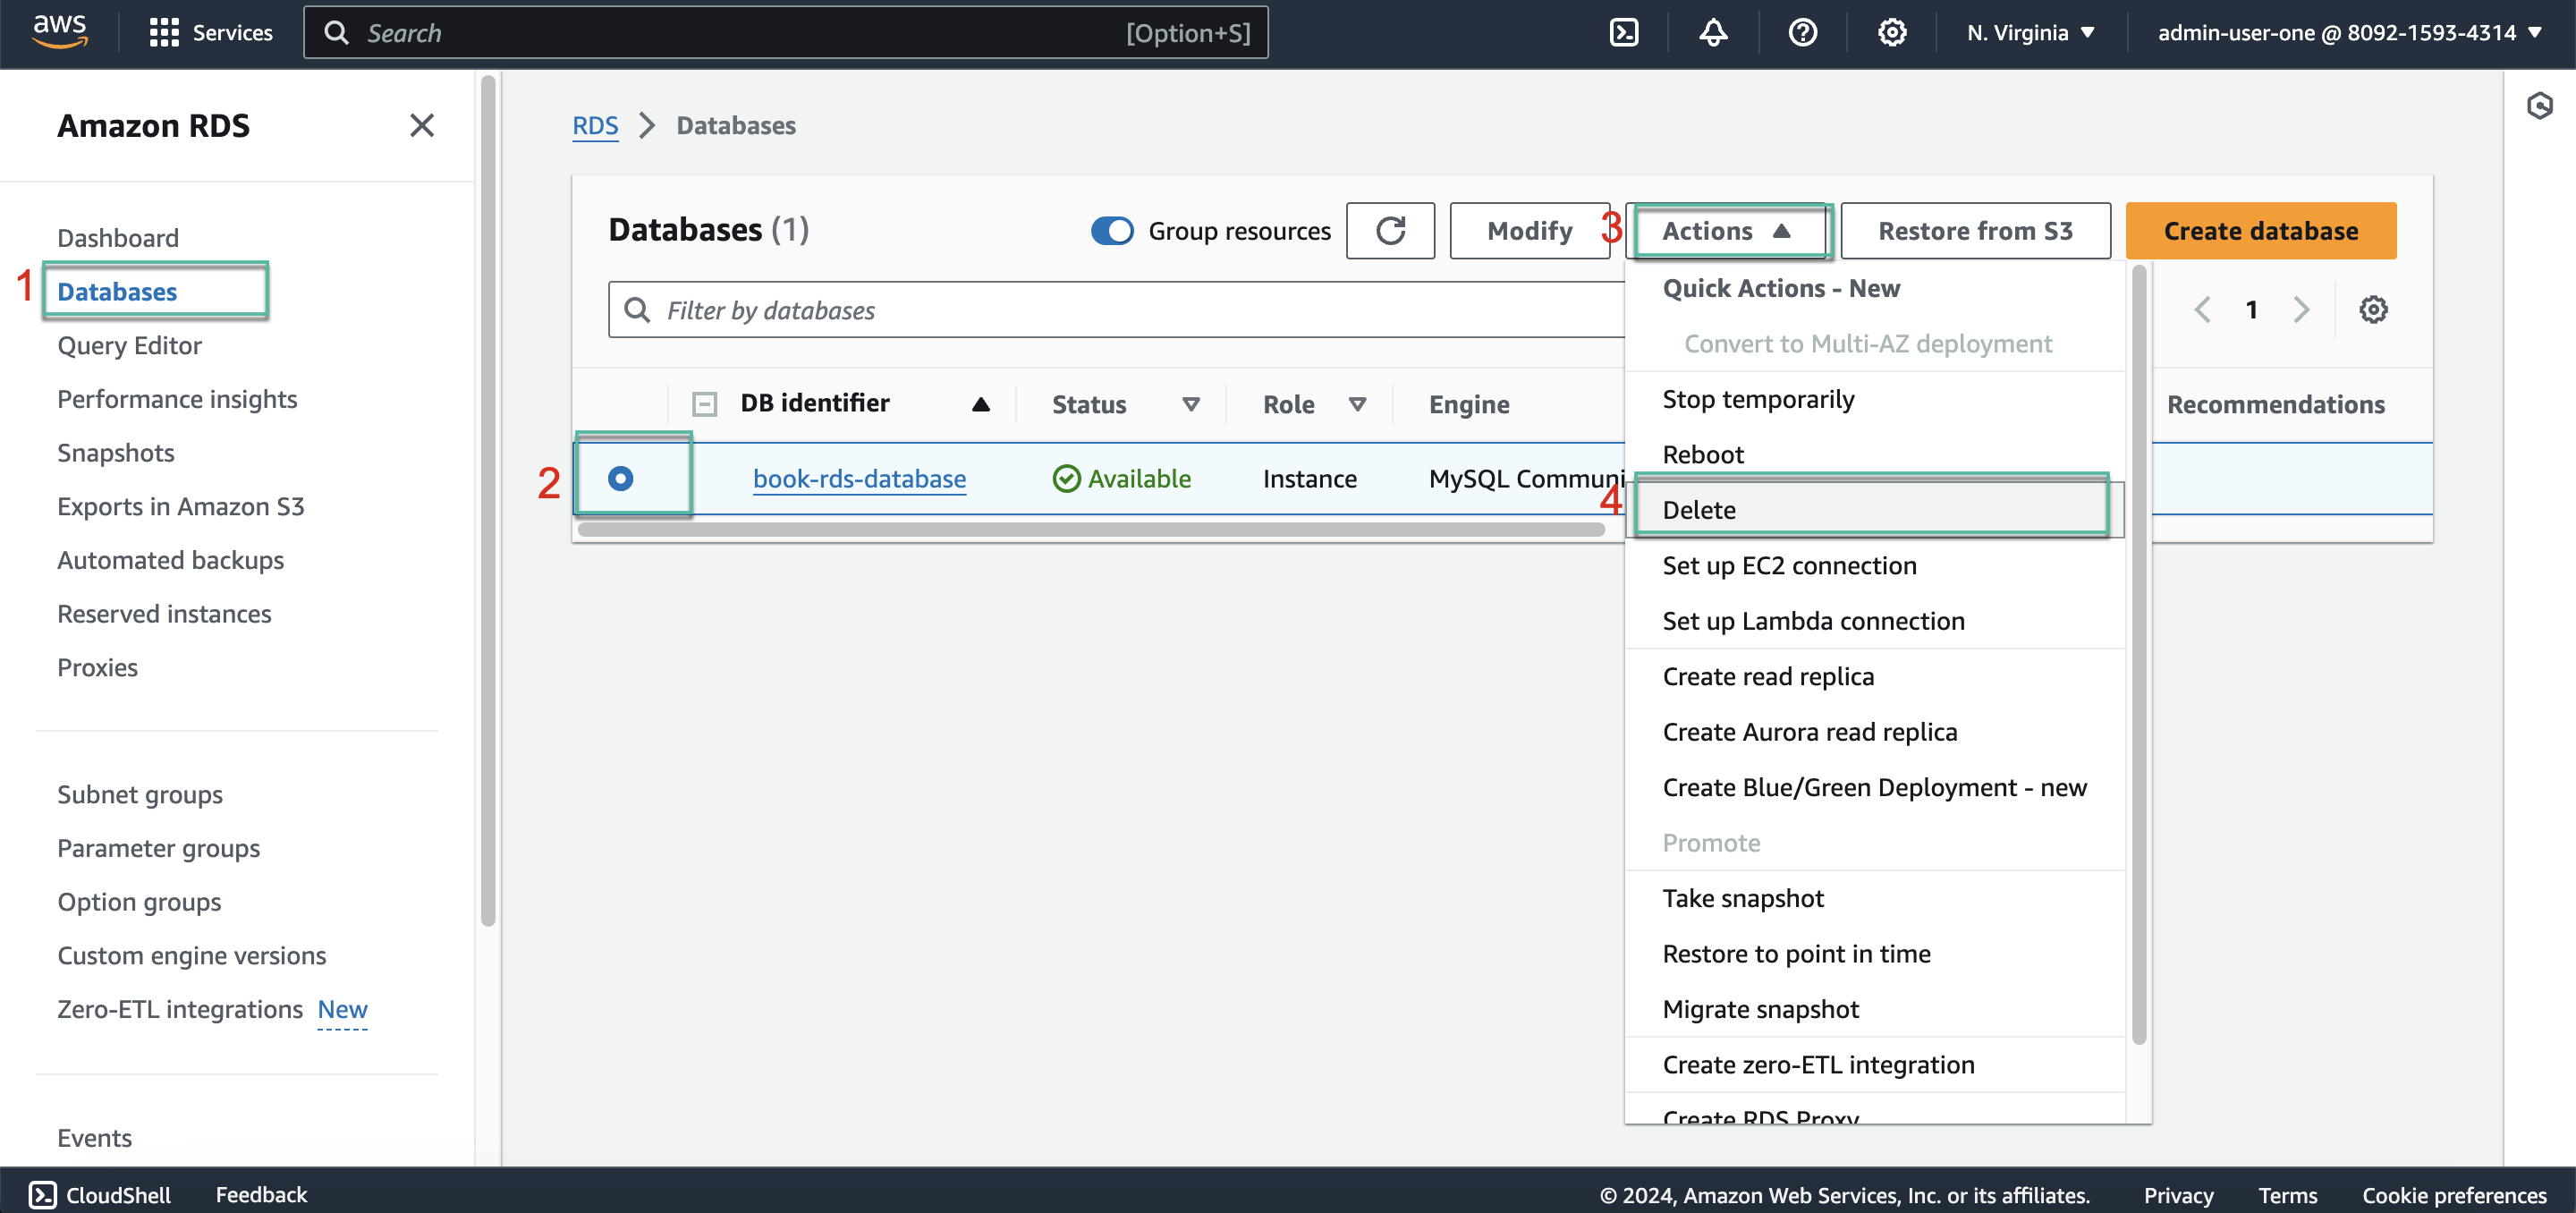 aws
Services
Search
[Option+S]
N. Virginia
admin-user-one @ 8092-1593-4314
Amazon RDS
Dashboard
1
Databases
Query Editor
Performance insights
Snapshots
Exports in Amazon S3
Automated backups
Reserved instances
Proxies
Subnet groups
Parameter groups
Option groups
Custom engine versions
Zero-ETL integrations New
Events
RDS > Databases
Databases (1)
Group resources
Modify
3
Actions
Restore from S3
Create database
Filter by databases
1
DB identifier
Status
Role
Engine
Recommendations
2
book-rds-database
Available
Instance
MySQL Communi
Quick Actions - New
Convert to Multi-AZ deployment
Stop temporarily
Reboot
4
Delete
Set up EC2 connection
Set up Lambda connection
Create read replica
Create Aurora read replica
Create Blue/Green Deployment - new
Promote
Take snapshot
Restore to point in time
Migrate snapshot
Create zero-ETL integration
Create RDS Proxy
CloudShell
Feedback
© 2024, Amazon Web Services, Inc. or its affiliates.
Privacy
Terms
Cookie preferences